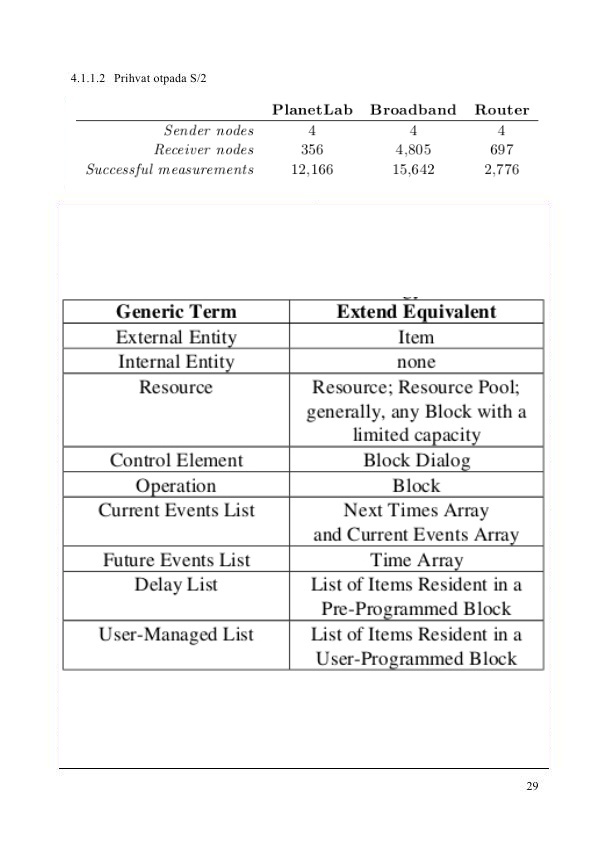 4.1.1.2 Prihvat otpada S/2
PlanetLab Broadband Router
Sender nodes 4 4 4
Receiver nodes 356 4,805 697
Successful measurements 12,166 15,642 2,776
Generic Term Extend Equivalent
External Entity Item
Internal Entity none
Resource Resource; Resource Pool;
generally, any Block with a
limited capacity
Control Element Block Dialog
Operation Block
Current Events List Next Times Array
and Current Events Array
Future Events List Time Array
Delay List List of Items Resident in a
Pre-Programmed Block
User-Managed List List of Items Resident in a
User-Programmed Block
29